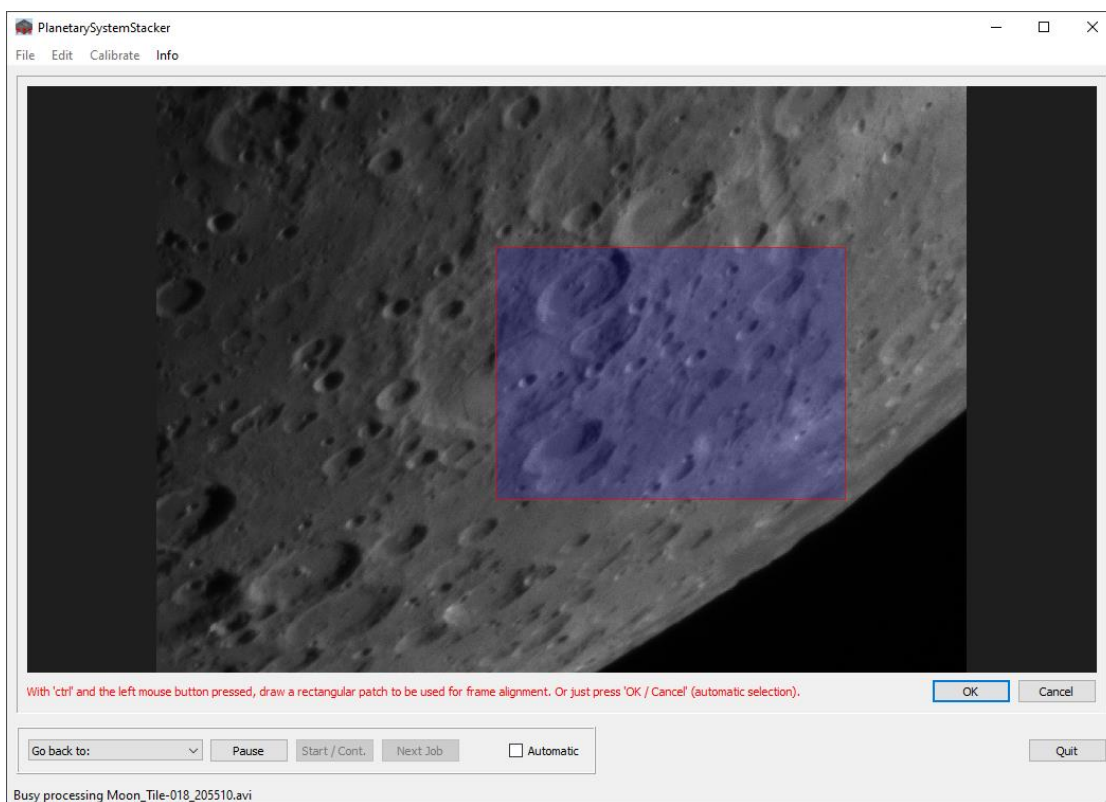 PlanetarySystemStacker
File Edit Calibrate Info
With 'ctrl' and the left mouse button pressed, draw a rectangular patch to be used for frame alignment. Or just press 'OK / Cancel' (automatic selection).
OK Cancel
Go back to: Pause Start / Cont. Next Job Automatic Quit
Busy processing Moon_Tile-018_205510.avi